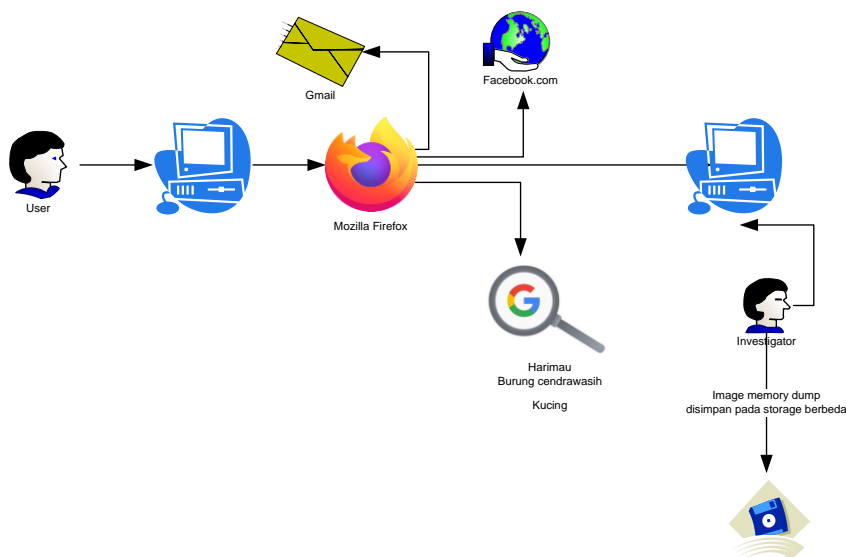 Gmail
Facebook.com
User
Mozilla Firefox
G
Harimau
Burung cendrawasih
Kucing
Investigator
Image memory dump
disimpan pada storage berbeda